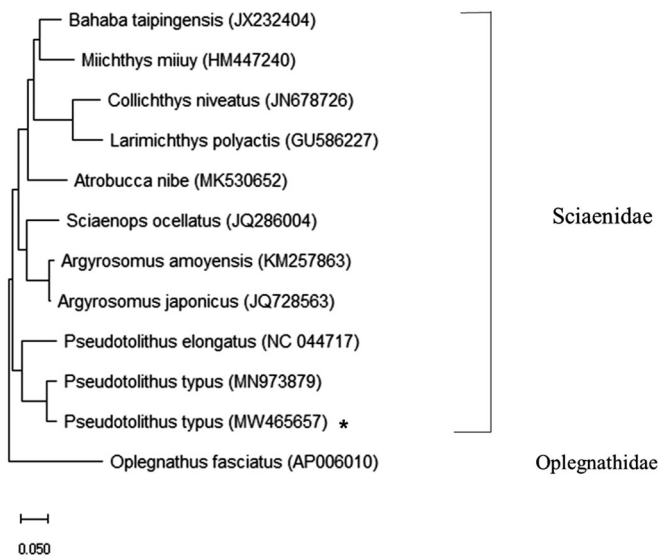 Bahaba taipingensis (JX232404)
Miichthys miiuy (HM447240)
Collichthys niveatus (JN678726)
Larimichthys polyactis (GU586227)
Atrobucca nibe (MK530652)
Sciaenops ocellatus (JQ286004)
Sciaenidae
Argyrosomus amoyensis (KM257863)
Argyrosomus japonicus (JQ728563)
Pseudotolithus elongatus (NC 044717)
Pseudotolithus typus (MN973879)
Pseudotolithus typus (MW465657) *
Oplegnathus fasciatus (AP006010) Oplegnathidae
0.050